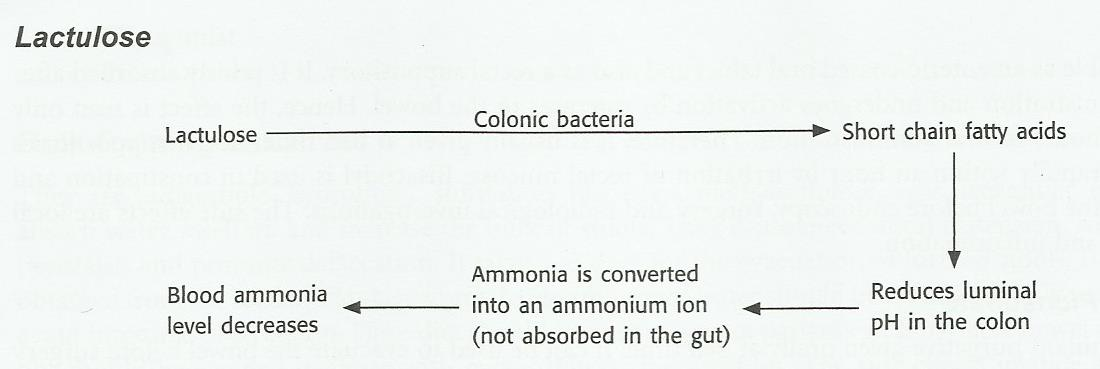 Lactulose
Lactulose
Colonic bacteria
Short chain fatty acids
Reduces luminal
pH in the colon
Ammonia is converted
into an ammonium ion
(not absorbed in the gut)
Blood ammonia
level decreases